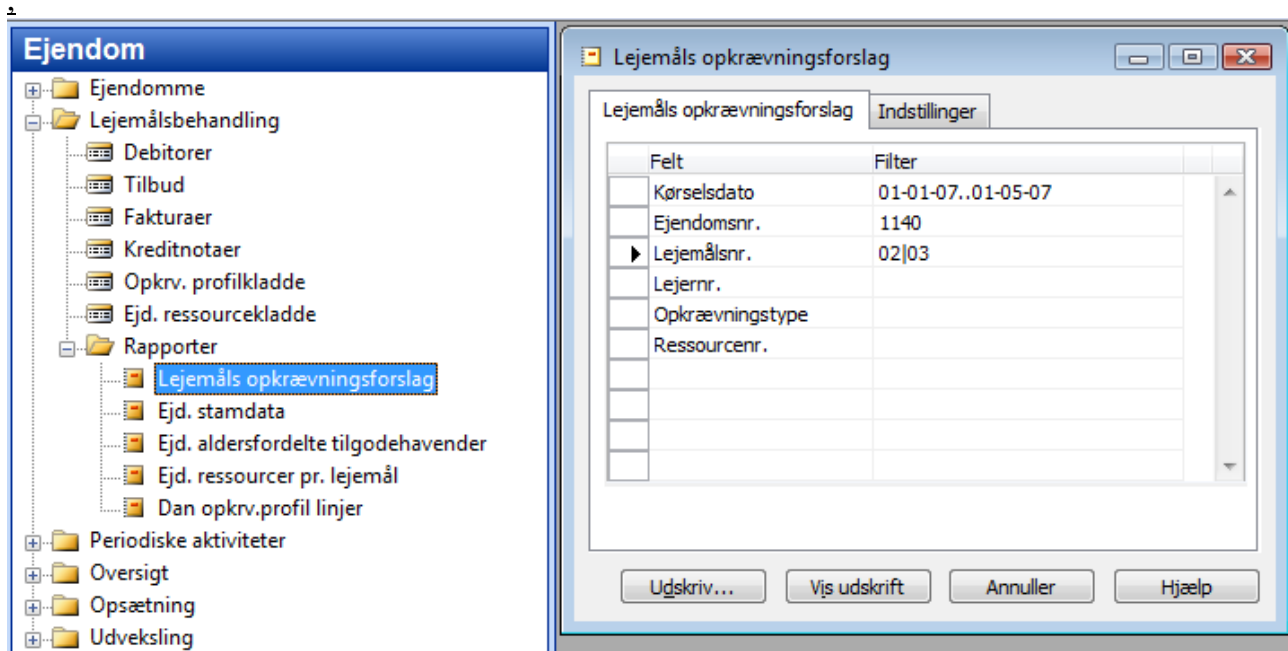 ,
Ejendom
Ejendomme
Lejemålsbehandling
Debitorer
Tilbud
Fakturaer
Kreditnotaer
Opkrv. profilkladde
Ejd. ressourcekladde
Rapporter
Lejemåls opkrævningsforslag
Ejd. stamdata
Ejd. aldersfordelte tilgodehavender
Ejd. ressourcer pr. lejemål
Dan opkrv.profil linjer
Periodiske aktiviteter
Oversigt
Opsætning
Udveksling
Lejemåls opkrævningsforslag
Lejemåls opkrævningsforslag Indstillinger
Felt Filter
Kørselsdato 01-01-07..01-05-07
Ejendomsnr. 1140
Lejemålsnr. 02|03
Lejernr.
Opkrævningstype
Ressourcenr.
Udskriv... Vis udskrift Annuller Hjælp